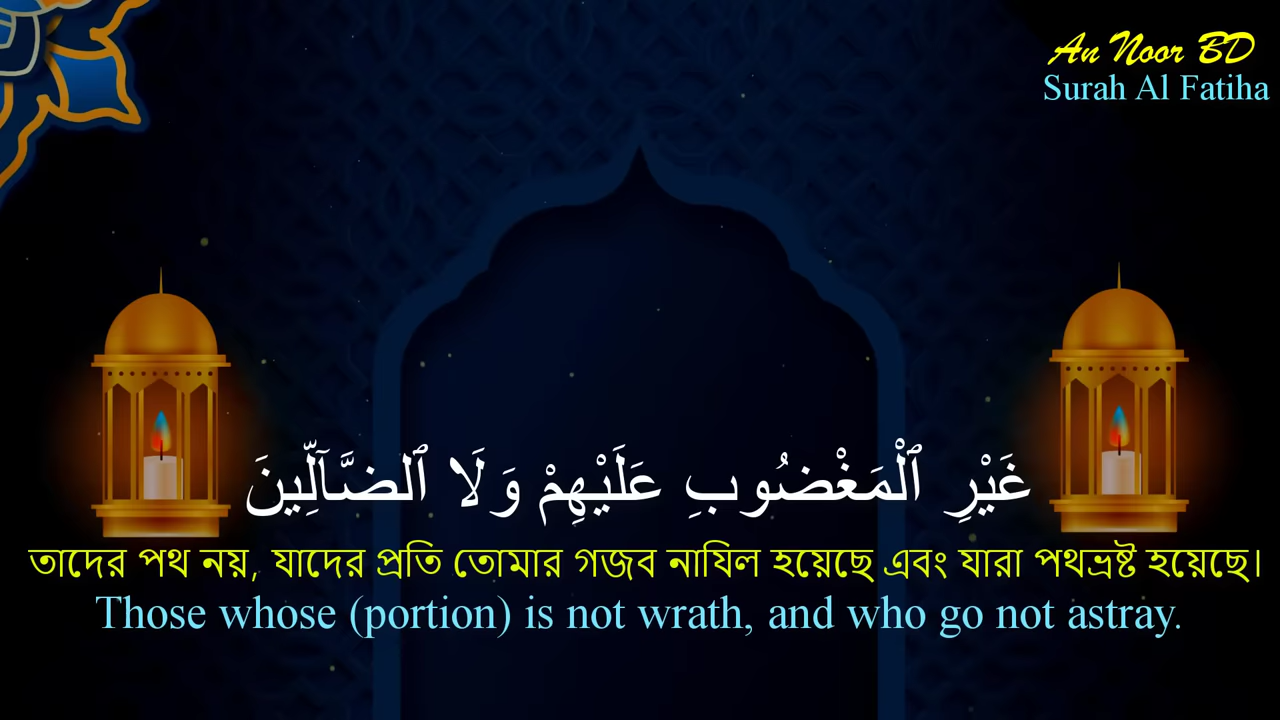 An Noor BD
Surah Al Fatiha
غَيْرِ ٱلْمَغْضُوبِ عَلَيْهِمْ وَلَا ٱلضَّآلِّينَ
তাদের পথ নয়, যাদের প্রতি তোমার গজব নাযিল হয়েছে এবং যারা পথভ্রষ্ট হয়েছে।
Those whose (portion) is not wrath, and who go not astray.